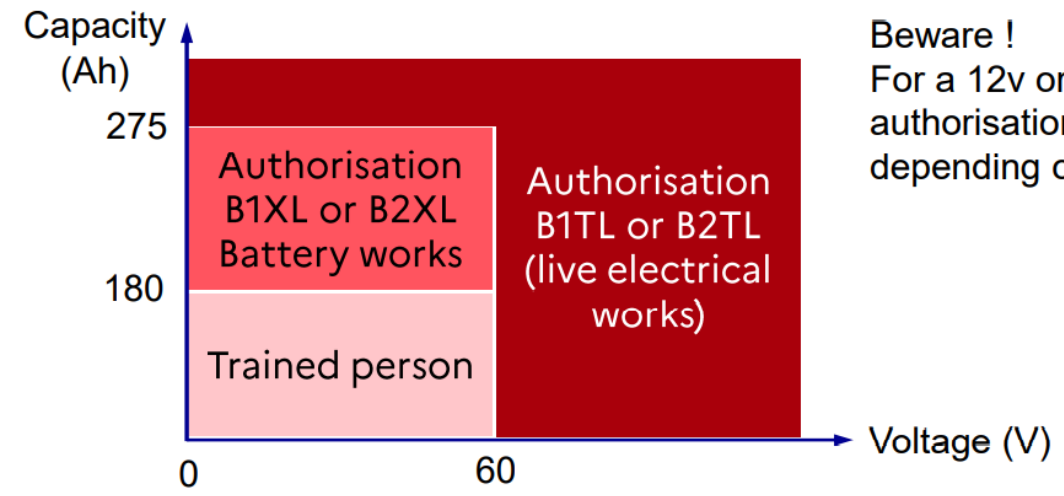 Capacity
(Ah)
275
180
Authorisation
B1XL or B2XL
Battery works
Trained person
Authorisation
B1TL or B2TL
(live electrical
works)
0
60
Voltage (V)
Beware !
For a 12v or
authorisation
depending